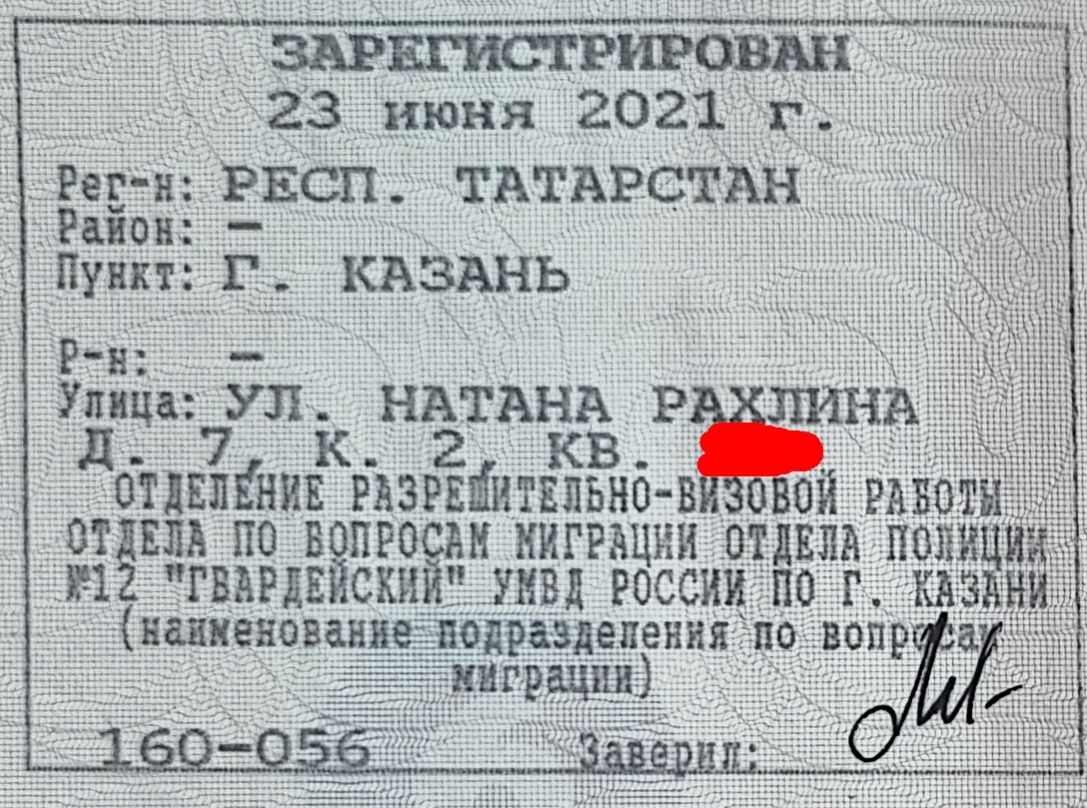 ЗАРЕГИСТРИРОВАН
23 июня 2021 г.
Рег-н: РЕСП. ТАТАРСТАН
Район: –
Пункт: Г. КАЗАНЬ
Р-н: –
Улица: УЛ. НАТАНА РАХЛИНА
Д. 7, К. 2, КВ.
ОТДЕЛЕНИЕ РАЗРЕШИТЕЛЬНО-ВИЗОВОЙ РАБОТЫ
ОТДЕЛА ПО ВОПРОСАМ МИГРАЦИИ ОТДЕЛА ПОЛИЦИИ
№12 "ГВАРДЕЙСКИЙ" УМВД РОССИИ ПО Г. КАЗАНИ
(наименование подразделения по вопросам
миграции)
160-056 Заверил: